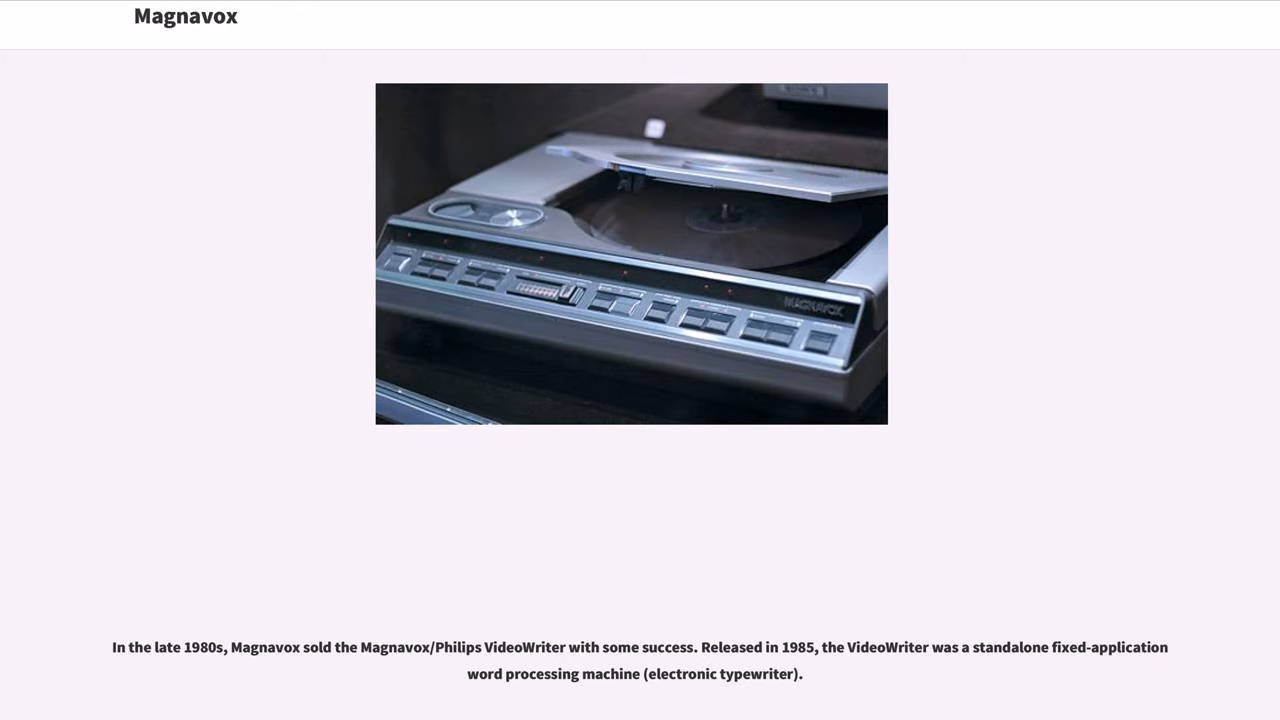 Magnavox
MAGNAVOX
In the late 1980s, Magnavox sold the Magnavox/Philips VideoWriter with some success. Released in 1985, the VideoWriter was a standalone fixed-application
word processing machine (electronic typewriter).